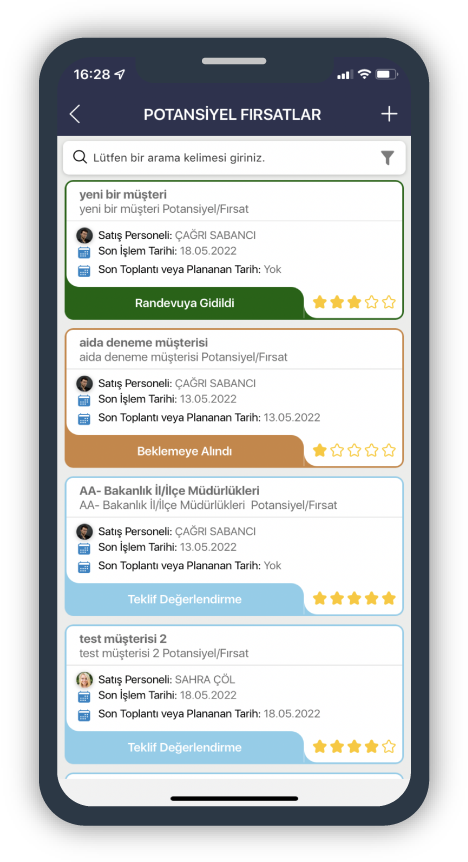 16:28
POTANSİYEL FIRSATLAR
Lütfen bir arama kelimesi giriniz.
yeni bir müşteri
yeni bir müşteri Potansiyel/Fırsat
Satış Personeli: ÇAĞRI SABANCI
Son İşlem Tarihi: 18.05.2022
Son Toplantı veya Plananan Tarih: Yok
Randevuya Gidildi
aida deneme müşterisi
aida deneme müşterisi Potansiyel/Fırsat
Satış Personeli: ÇAĞRI SABANCI
Son İşlem Tarihi: 13.05.2022
Son Toplantı veya Plananan Tarih: 13.05.2022
Beklemeye Alındı
AA- Bakanlık İl/İlçe Müdürlükleri
AA- Bakanlık İl/İlçe Müdürlükleri Potansiyel/Fırsat
Satış Personeli: ÇAĞRI SABANCI
Son İşlem Tarihi: 13.05.2022
Son Toplantı veya Plananan Tarih: Yok
Teklif Değerlendirme
test müşterisi 2
test müşterisi 2 Potansiyel/Fırsat
Satış Personeli: SAHRA ÇÖL
Son İşlem Tarihi: 18.05.2022
Son Toplantı veya Plananan Tarih: 18.05.2022
Teklif Değerlendirme